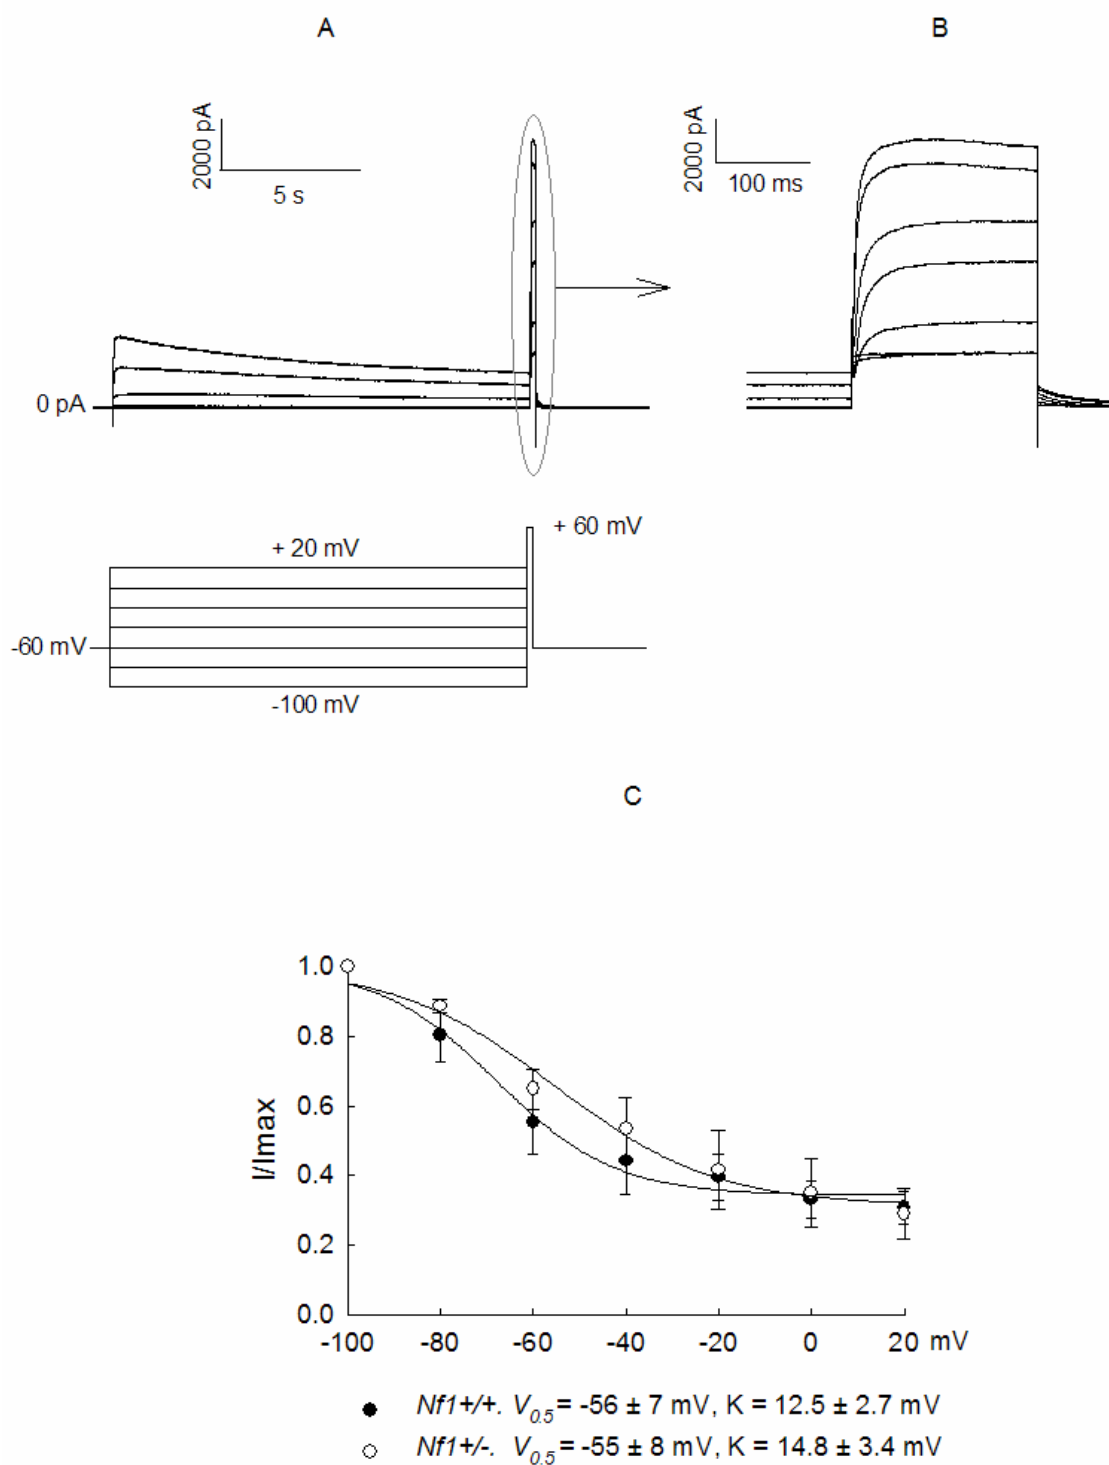 A
B
2000 pA
5 s
2000 pA
100 ms
0 pA
+ 60 mV
+ 20 mV
-60 mV
-100 mV
C
I/Imax
1.0
0.8
0.6
0.4
0.2
0.0
-100 -80 -60 -40 -20 0 20 mV
Nf1+/+. V0.5 = -56 ± 7 mV, K = 12.5 ± 2.7 mV
Nf1+/-. V0.5 = -55 ± 8 mV, K = 14.8 ± 3.4 mV